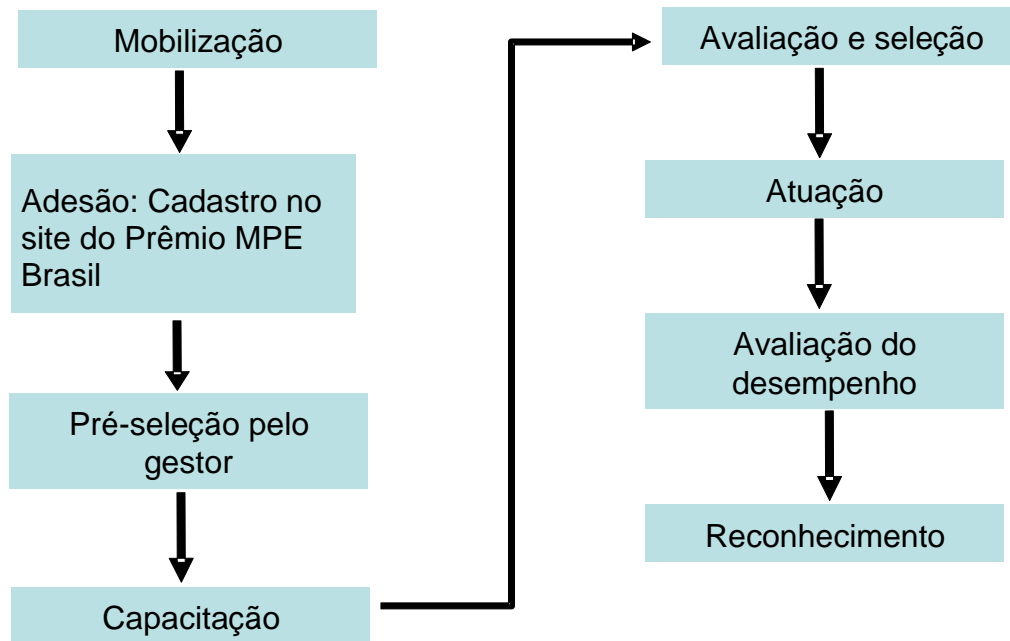 Mobilização
Adesão: Cadastro no
site do Prêmio MPE
Brasil
Pré-seleção pelo
gestor
Capacitação
Avaliação e seleção
Atuação
Avaliação do
desempenho
Reconhecimento